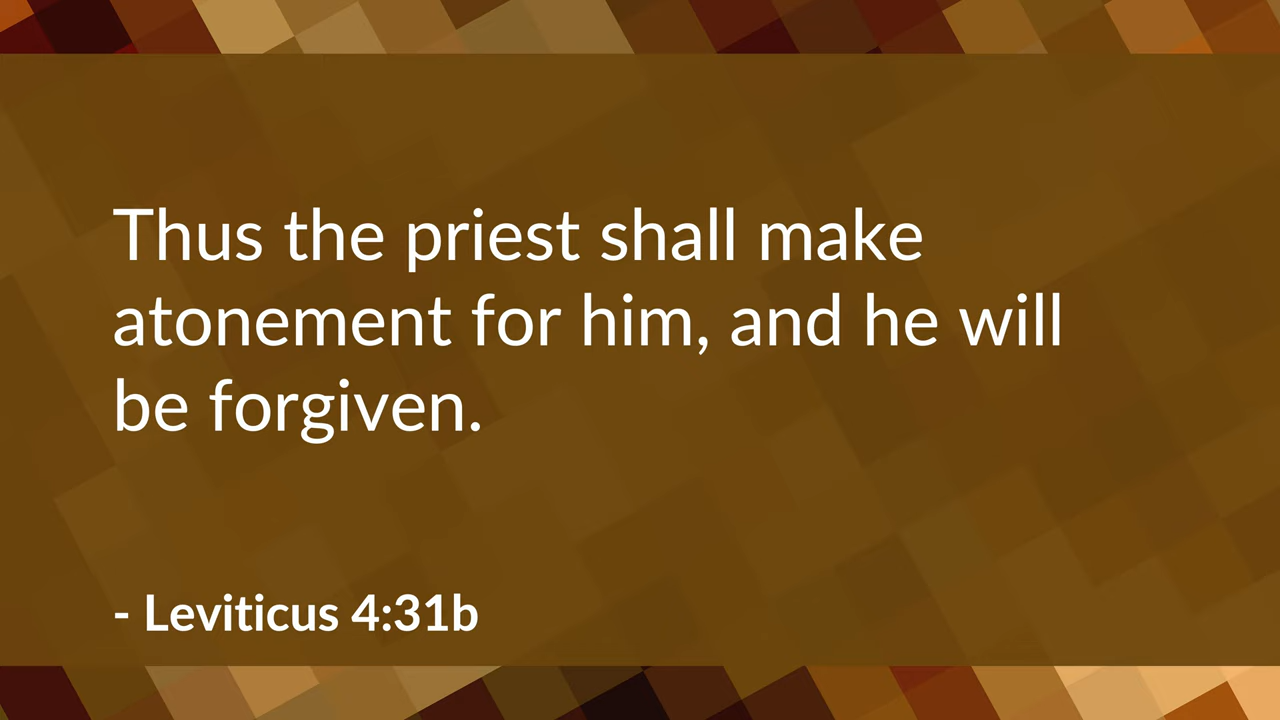 Thus the priest shall make
atonement for him, and he will
be forgiven.
- Leviticus 4:31b